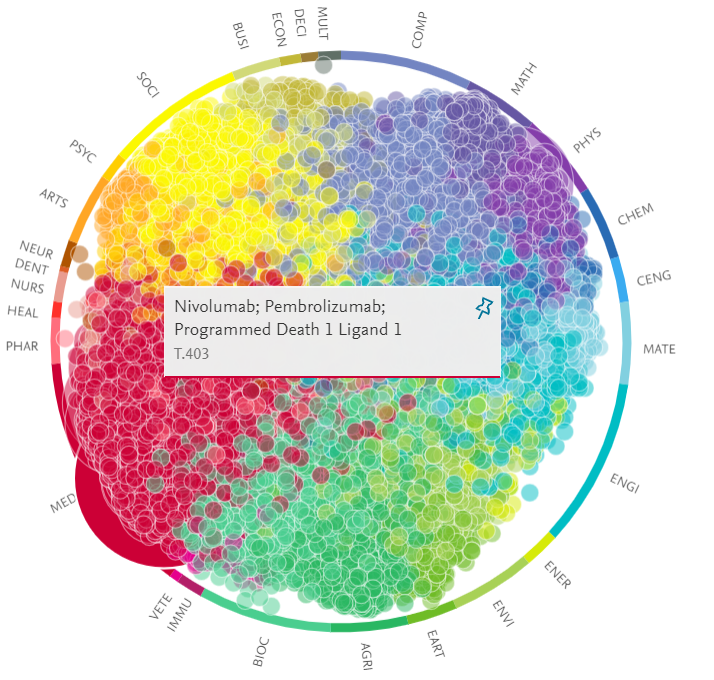 MULT
DECI
ECON
BUSI
COMP
SOCI
MATH
PSYC
PHYS
ARTS
CHEM
NEUR
DENT
NURS
CENG
HEAL
PHAR
MATE
Nivolumab; Pembrolizumab;
Programmed Death 1 Ligand 1
T.403
MED
ENGI
ENER
VETE
IMMU
ENVI
BIOC
AGRI
EART